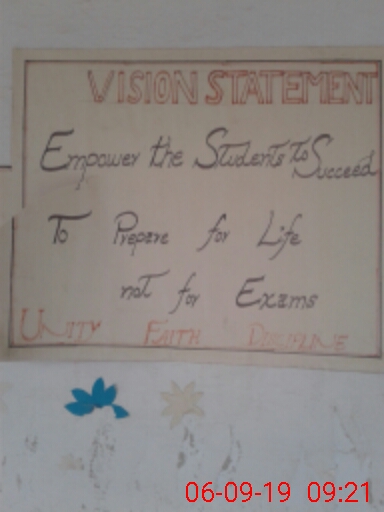 VISION STATEMENT
Empower the Students to Succeed
To Prepare for Life
not for Exams
UNITY FAITH DISCIPLINE
06-09-19 09:21